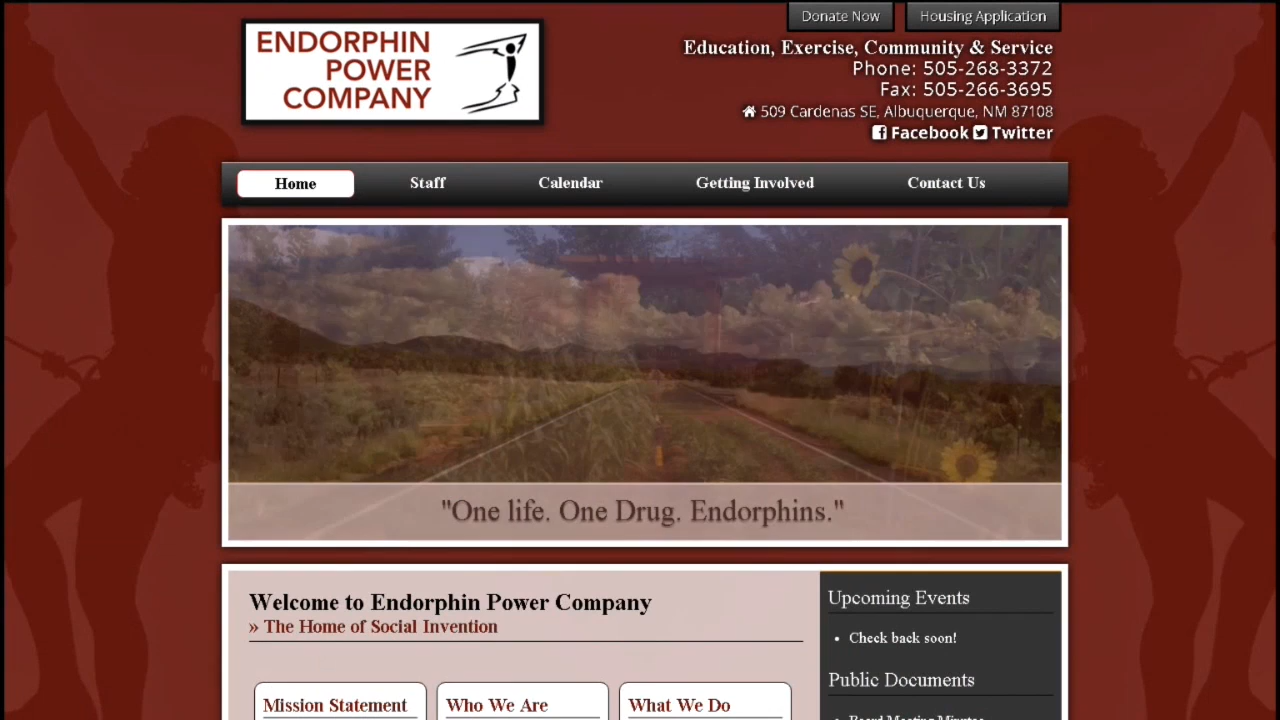 Donate Now
Housing Application
ENDORPHIN
POWER
COMPANY
Education, Exercise, Community & Service
Phone: 505-268-3372
Fax: 505-266-3695
509 Cardenas SE, Albuquerque, NM 87108
Facebook Twitter
Home Staff Calendar Getting Involved Contact Us
"One life. One Drug. Endorphins."
Welcome to Endorphin Power Company
» The Home of Social Invention
Mission Statement
Who We Are
What We Do
Upcoming Events
• Check back soon!
Public Documents
• Board Meeting Minutes